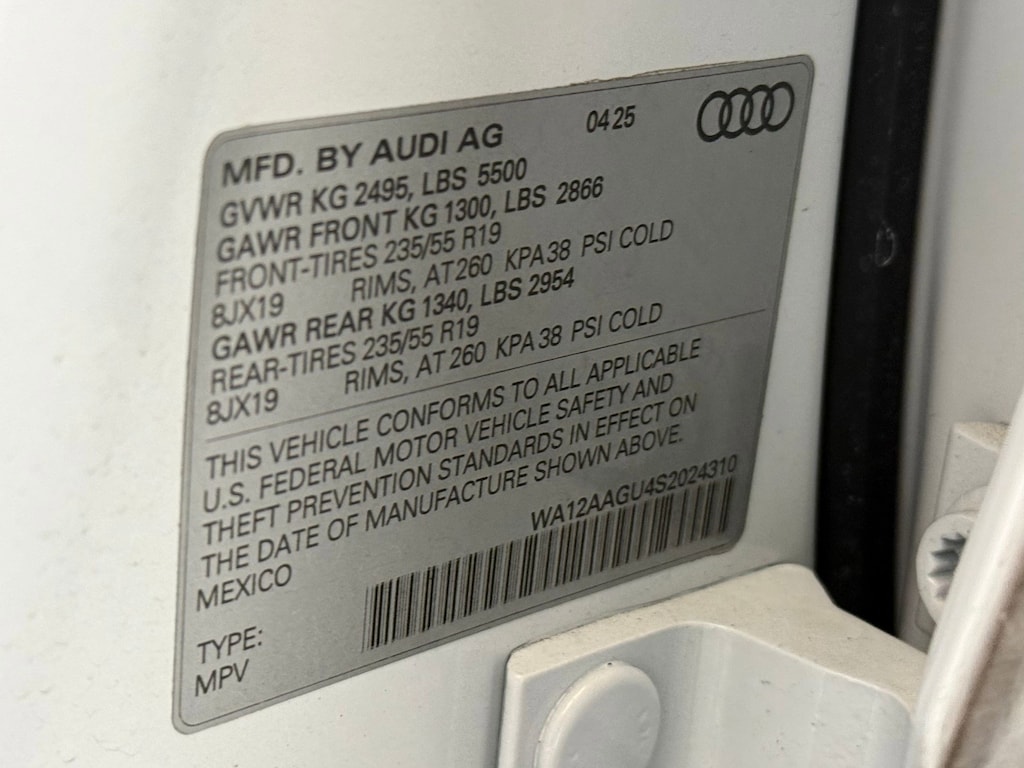 MFD. BY AUDI AG 04 25
GVWR KG 2495, LBS 5500
GAWR FRONT KG 1300, LBS 2866
FRONT-TIRES 235/55 R19
8JX19 RIMS, AT 260 KPA 38 PSI COLD
GAWR REAR KG 1340, LBS 2954
REAR-TIRES 235/55 R19
8JX19 RIMS, AT 260 KPA 38 PSI COLD
THIS VEHICLE CONFORMS TO ALL APPLICABLE
U.S. FEDERAL MOTOR VEHICLE SAFETY AND
THEFT PREVENTION STANDARDS IN EFFECT ON
THE DATE OF MANUFACTURE SHOWN ABOVE.
MEXICO WA12AAGU4S2024310
TYPE:
MPV